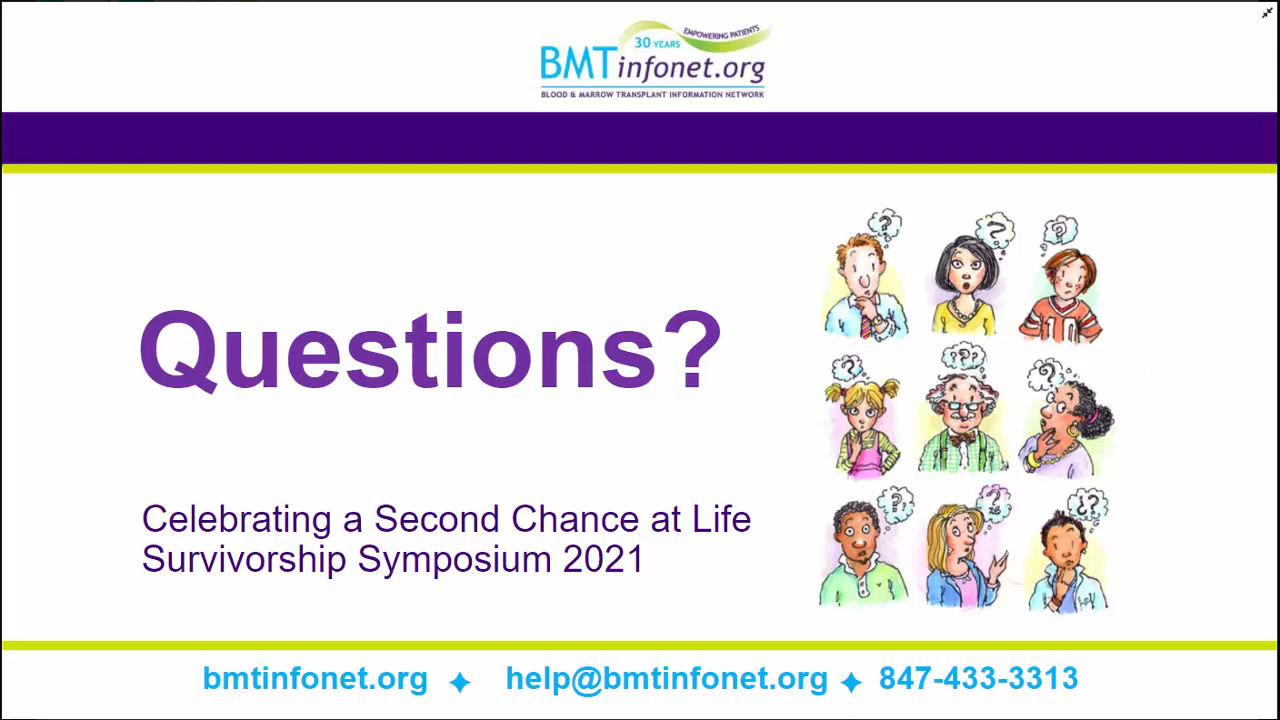 30 YEARS
EMPOWERING PATIENTS
BMTinfonet.org
BLOOD & MARROW TRANSPLANT INFORMATION NETWORK
? ? ?
Questions?
10
? ??? ?
Celebrating a Second Chance at Life
Survivorship Symposium 2021
? ? ¿?
bmtinfonet.org ✦ help@bmtinfonet.org ✦ 847-433-3313